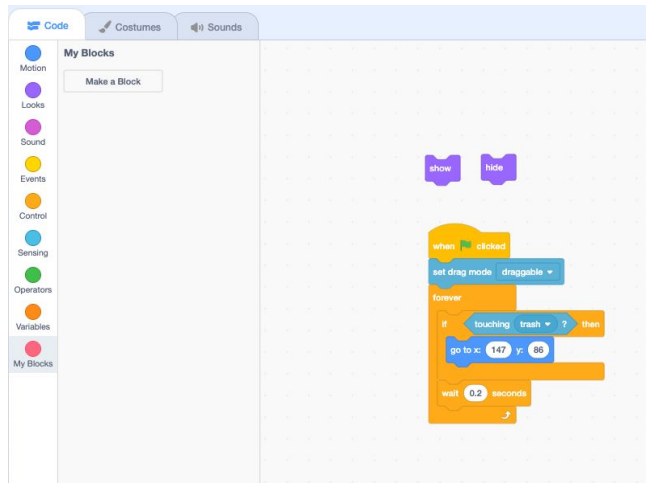 Code
Costumes
Sounds
Motion
Looks
Sound
Events
Control
Sensing
Operators
Variables
My Blocks
My Blocks
Make a Block
show
hide
when clicked
set drag mode draggable
forever
if touching trash ? then
go to x: 147 y: 86
wait 0.2 seconds